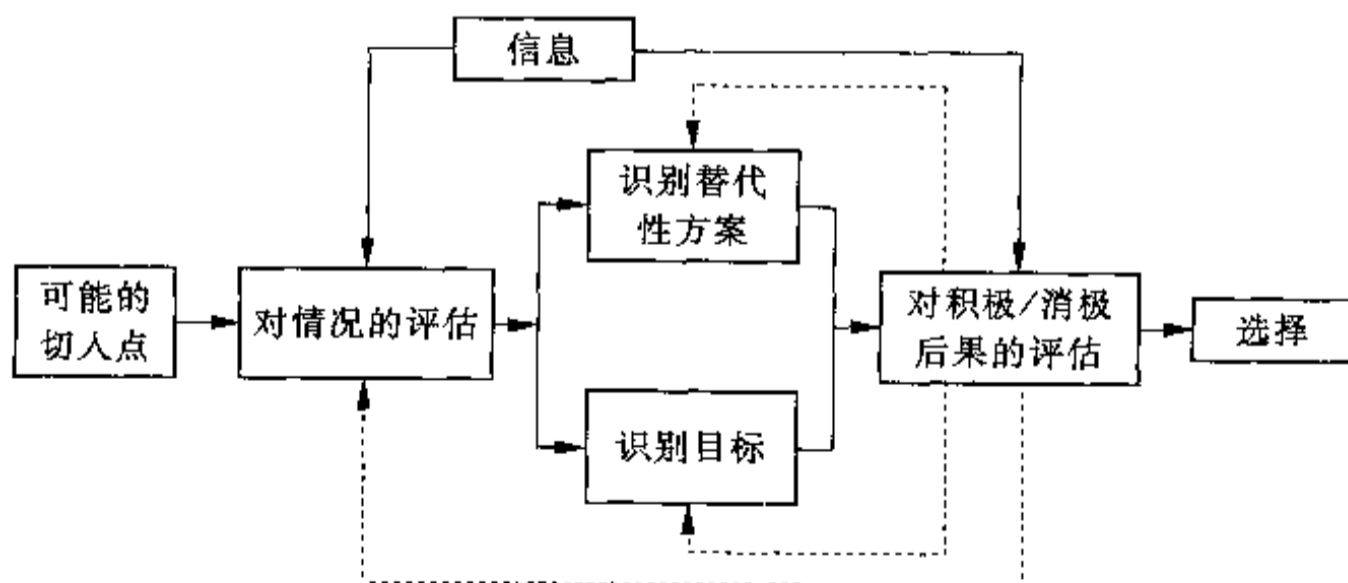 信息
识别替代
性方案
可能的
切人点
对情况的评估
对积极/消极
后果的评估
选择
识别目标